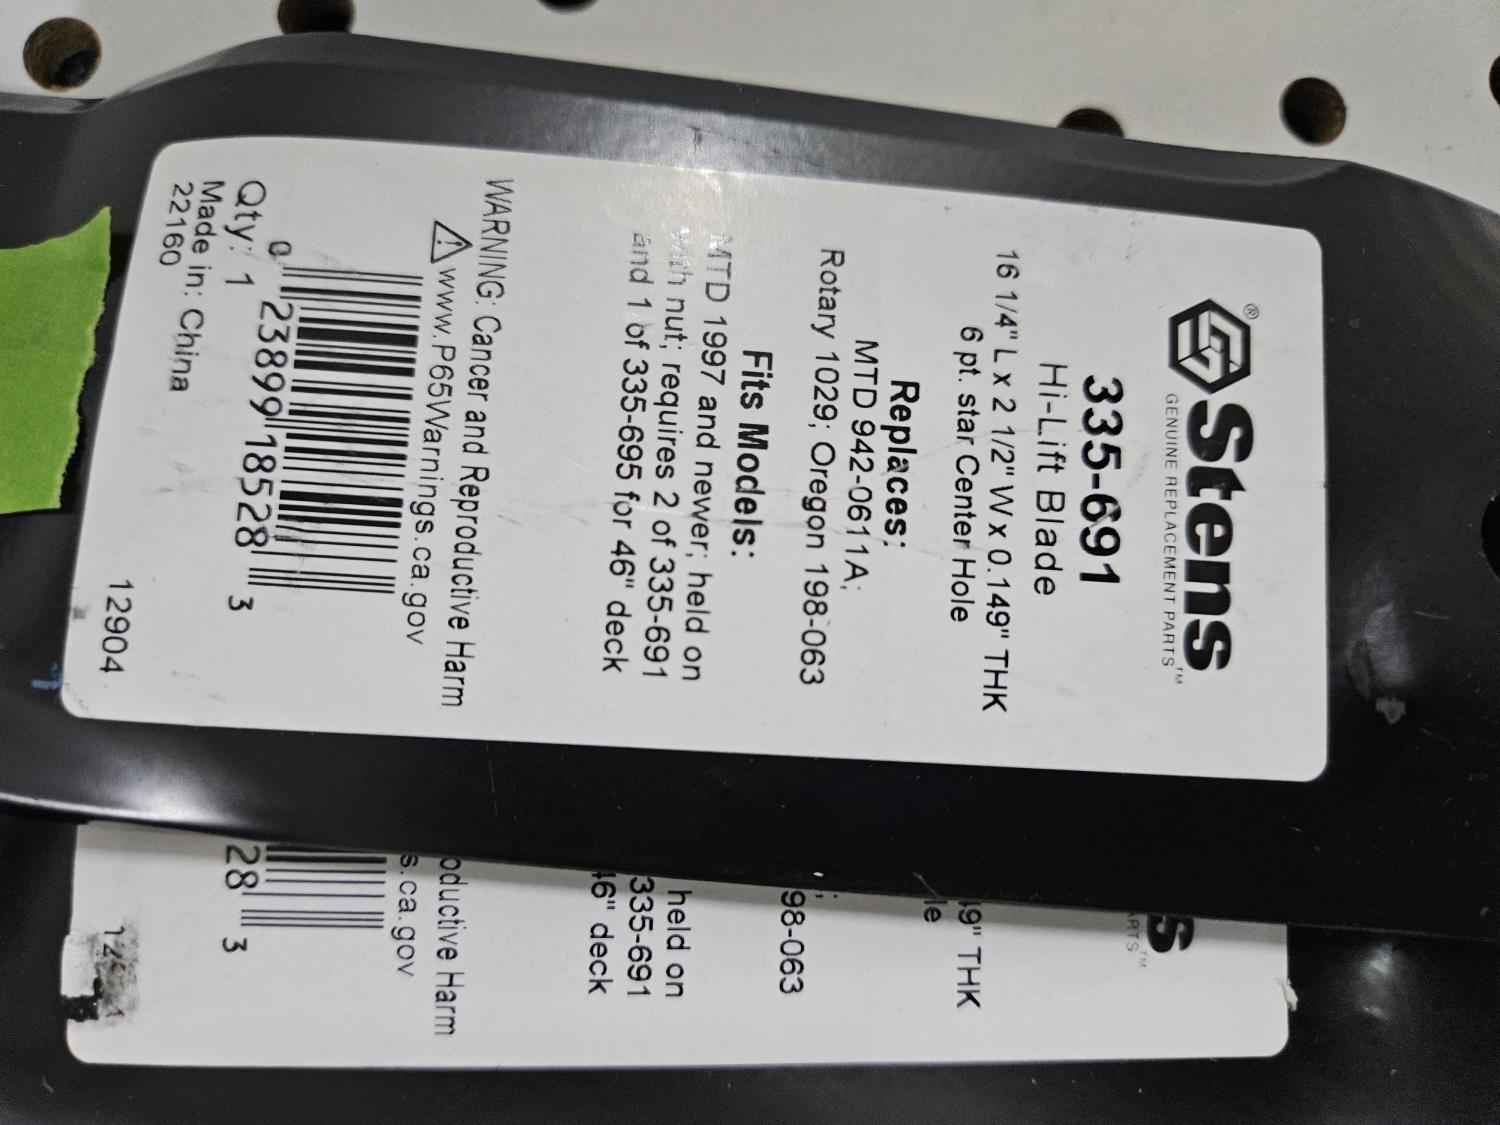 Stens
®
GENUINE REPLACEMENT PARTS™
335-691
Hi-Lift Blade
16 1/4" L x 2 1/2" W x 0.149" THK
6 pt. star Center Hole
Replaces:
MTD 942-0611A;
Rotary 1029; Oregon 198-063
Fits Models:
MTD 1997 and newer; held on
with nut; requires 2 of 335-691
and 1 of 335-695 for 46" deck
WARNING: Cancer and Reproductive Harm
⚠ www.P65Warnings.ca.gov
0 23899 18528 3
Qty: 1
Made in: China
22160
12904
s
ARTS™
49" THK
le
;
98-063
held on
335-691
46" deck
oductive Harm
s.ca.gov
28 3